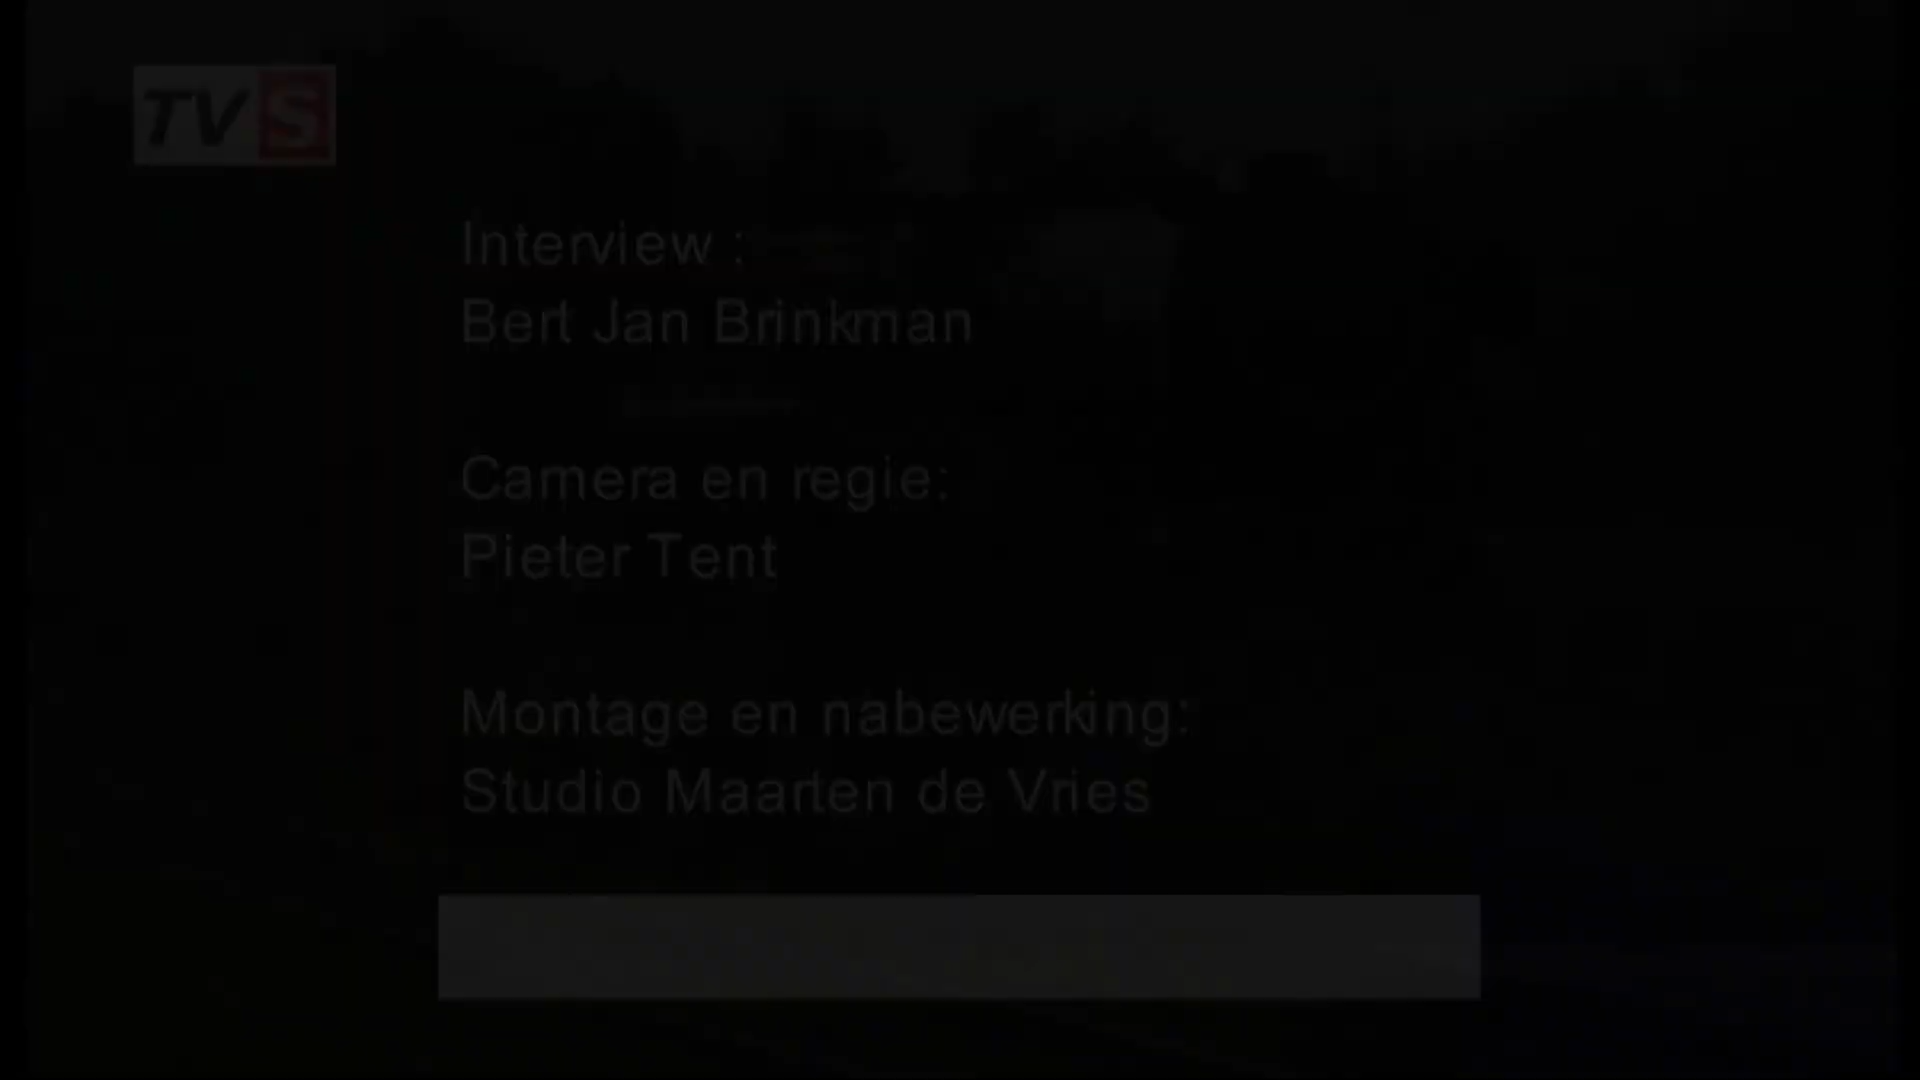 TVS
Interview :
Bert Jan Brinkman
Camera en regie:
Pieter Tent
Montage en nabewerking:
Studio Maarten de Vries